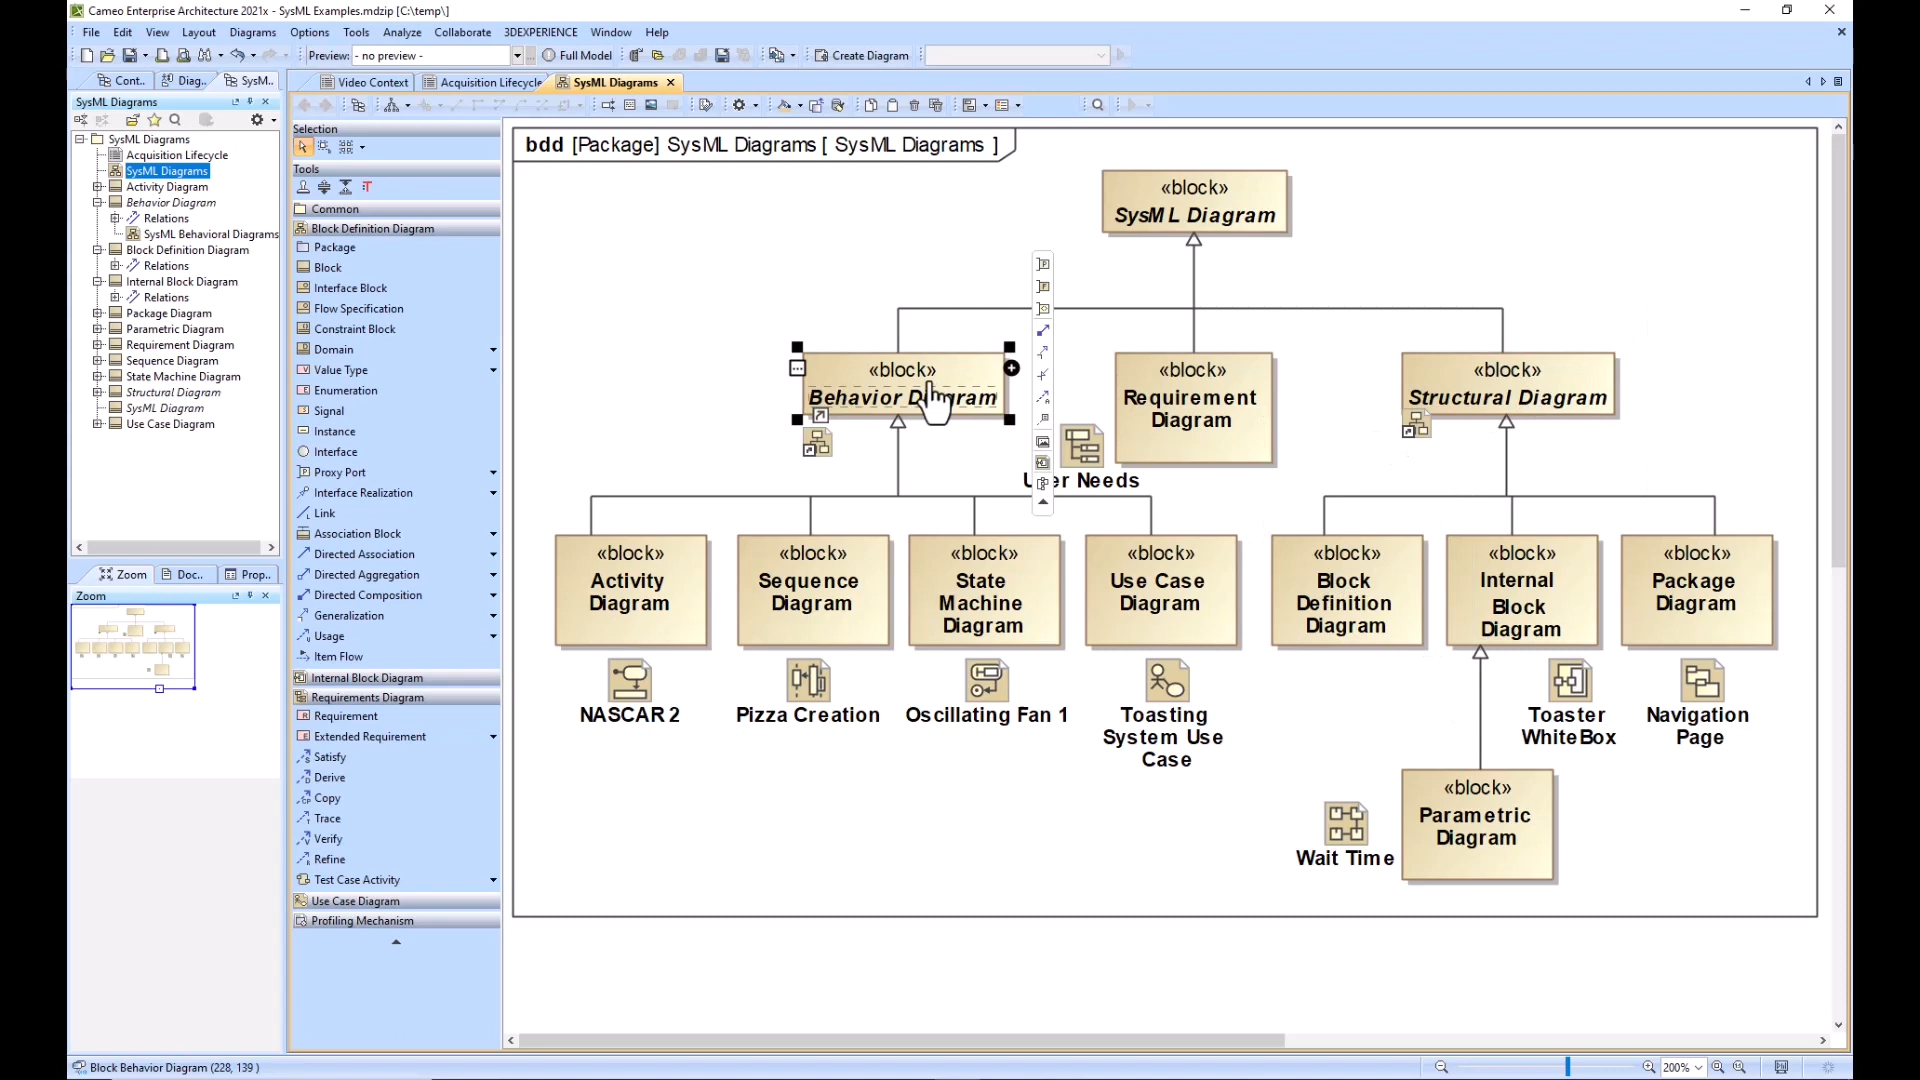 Cameo Enterprise Architecture 2021x - SysML Examples.mdzip [C:\temp\]
File Edit View Layout Diagrams Options Tools Analyze Collaborate 3DEXPERIENCE Window Help
Preview: - no preview - Full Model Create Diagram
Cont.. Diag.. SysM..
Video Context Acquisition Lifecycle SysML Diagrams
SysML Diagrams
SysML Diagrams
Acquisition Lifecycle
SysML Diagrams
Activity Diagram
Behavior Diagram
Relations
SysML Behavioral Diagrams
Block Definition Diagram
Relations
Internal Block Diagram
Relations
Package Diagram
Parametric Diagram
Requirement Diagram
Sequence Diagram
State Machine Diagram
Structural Diagram
SysML Diagram
Use Case Diagram
Zoom Doc.. Prop..
Zoom
Selection
Tools
Common
Block Definition Diagram
Package
Block
Interface Block
Flow Specification
Constraint Block
Domain
Value Type
Enumeration
Signal
Instance
Interface
Proxy Port
Interface Realization
Link
Association Block
Directed Association
Directed Aggregation
Directed Composition
Generalization
Usage
Item Flow
Internal Block Diagram
Requirements Diagram
Requirement
Extended Requirement
Satisfy
Derive
Copy
Trace
Verify
Refine
Test Case Activity
Use Case Diagram
Profiling Mechanism
bdd [Package] SysML Diagrams [ SysML Diagrams ]
«block»
SysML Diagram
«block»
Behavior Diagram
«block»
Requirement
Diagram
«block»
Structural Diagram
User Needs
«block»
Activity
Diagram
«block»
Sequence
Diagram
«block»
State
Machine
Diagram
«block»
Use Case
Diagram
«block»
Block
Definition
Diagram
«block»
Internal
Block
Diagram
«block»
Package
Diagram
NASCAR 2
Pizza Creation
Oscillating Fan 1
Toasting
System Use
Case
Toaster
WhiteBox
Navigation
Page
«block»
Parametric
Diagram
Wait Time
Block Behavior Diagram (228, 139 )
200%